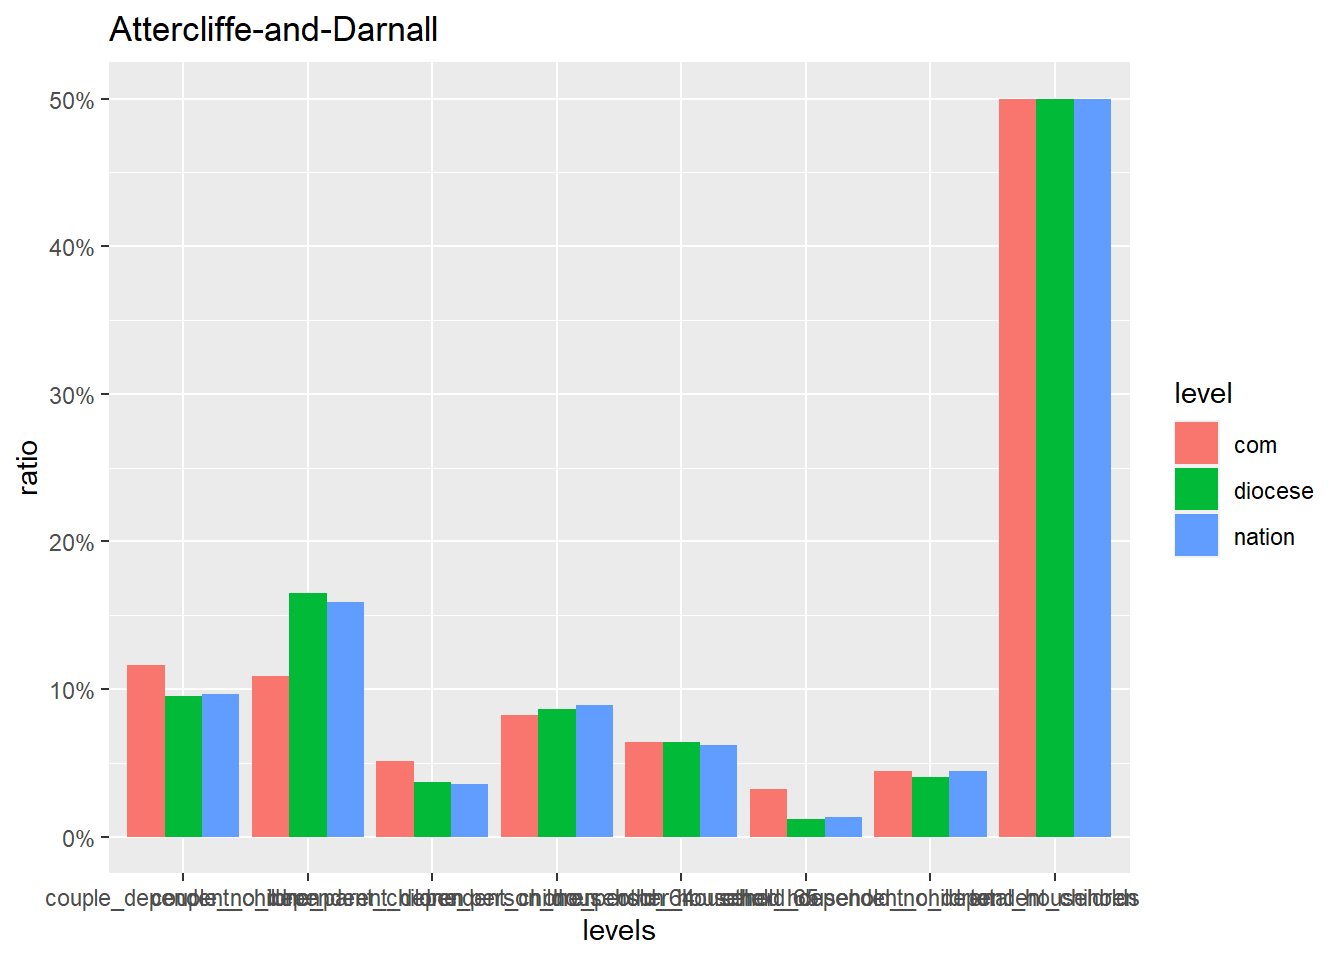 Attercliffe-and-Darnall
50%
40%
30%
20%
10%
0%
ratio
levels
level
com
diocese
nation